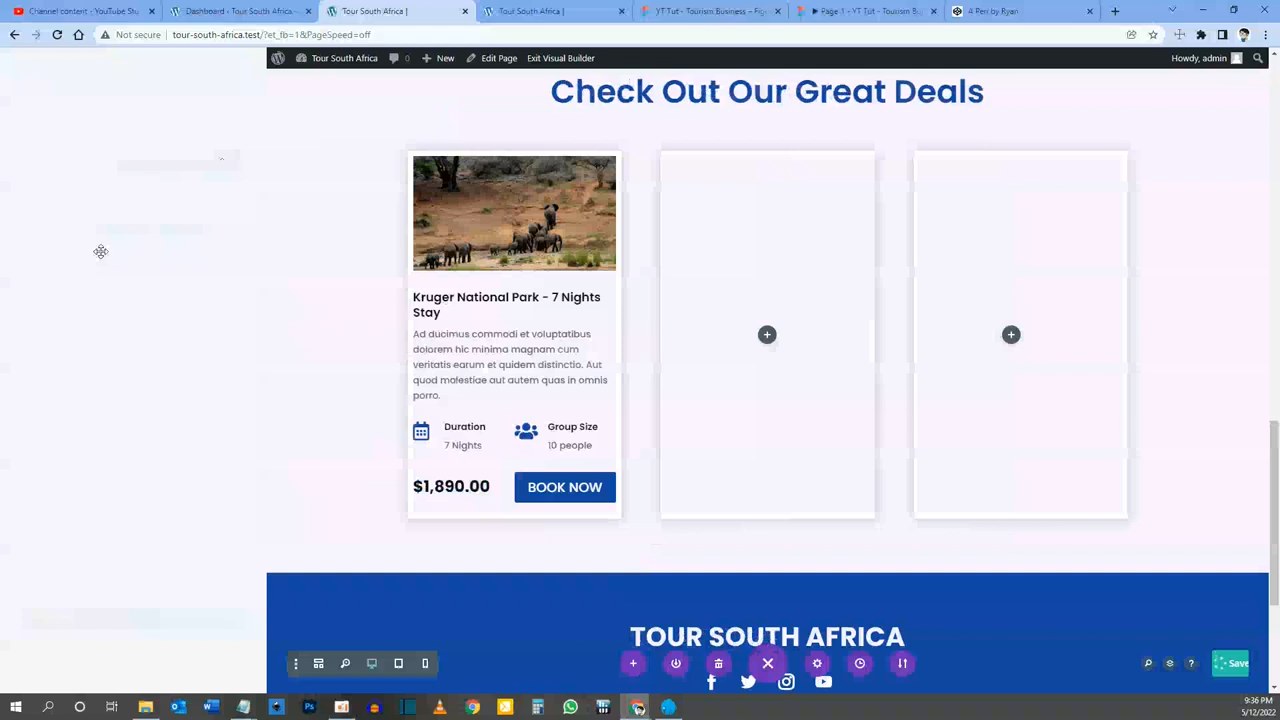 Channel content - YouTube Stu
Dashboard ‹ Tour South Africa
Tour South Africa |
Tour South Africa |
YT Tut - Tourism Business – Fig
Page 1 - YT Tut - Tourism Bu
4 Pen by Ryan
Not secure
tour-south-africa.test/?et_fb=1&PageSpeed=off
Tour South Africa
0
New
Edit Page
Exit Visual Builder
Howdy, admin
Check Out Our Great Deals
Kruger National Park - 7 Nights
Stay
Ad ducimus commodi et voluptatibus
dolorem hic minima magnam cum
veritatis earum et quidem distinctio. Aut
quod molestiae aut autem quas in omnis
porro.
Duration
Group Size
7 Nights
10 people
$1,890.00
BOOK NOW
TOUR SOUTH AFRICA
Save
9:36 PM
5/12/2022